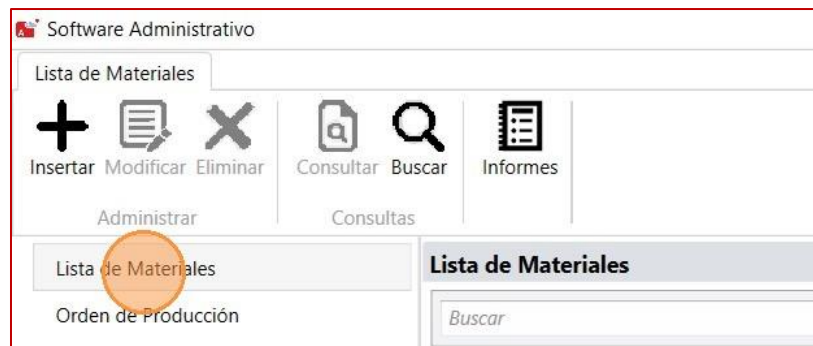 Software Administrativo
Lista de Materiales
Insertar Modificar Eliminar Consultar Buscar Informes
Administrar Consultas
Lista de Materiales
Lista de Materiales
Orden de Producción
Buscar